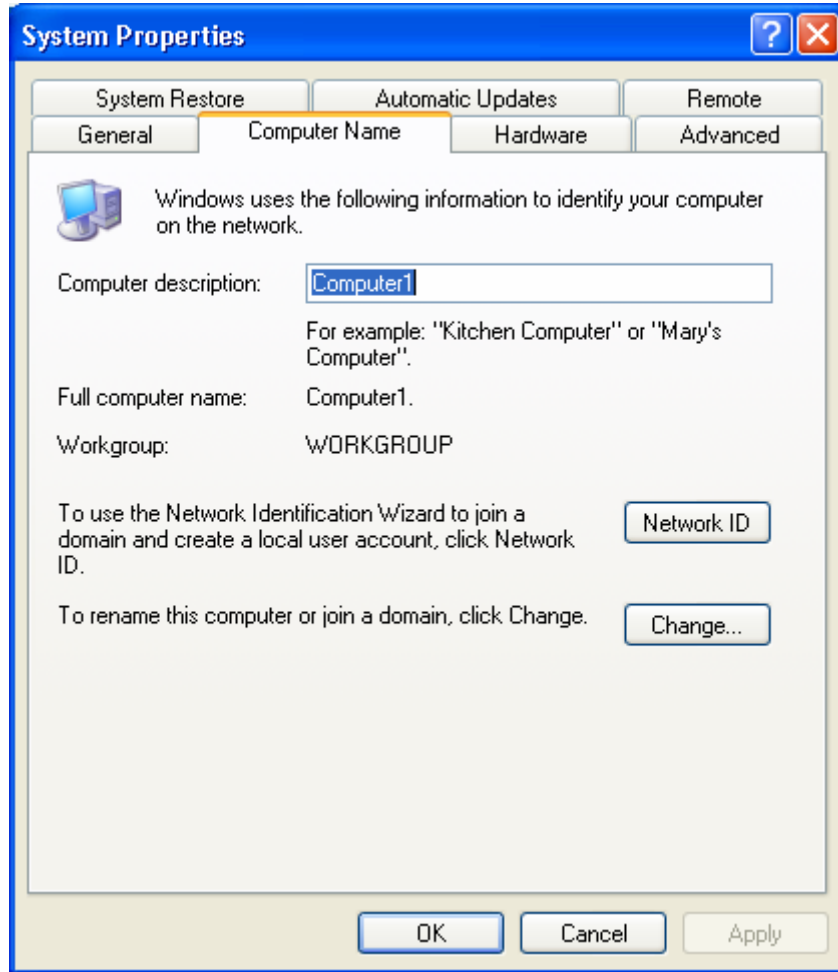 System Properties
System Restore Automatic Updates Remote
General Computer Name Hardware Advanced
Windows uses the following information to identify your computer
on the network.
Computer description: Computer1
For example: "Kitchen Computer" or "Mary's
Computer".
Full computer name: Computer1.
Workgroup: WORKGROUP
To use the Network Identification Wizard to join a
domain and create a local user account, click Network
ID.
Network ID
To rename this computer or join a domain, click Change.
Change...
OK Cancel Apply